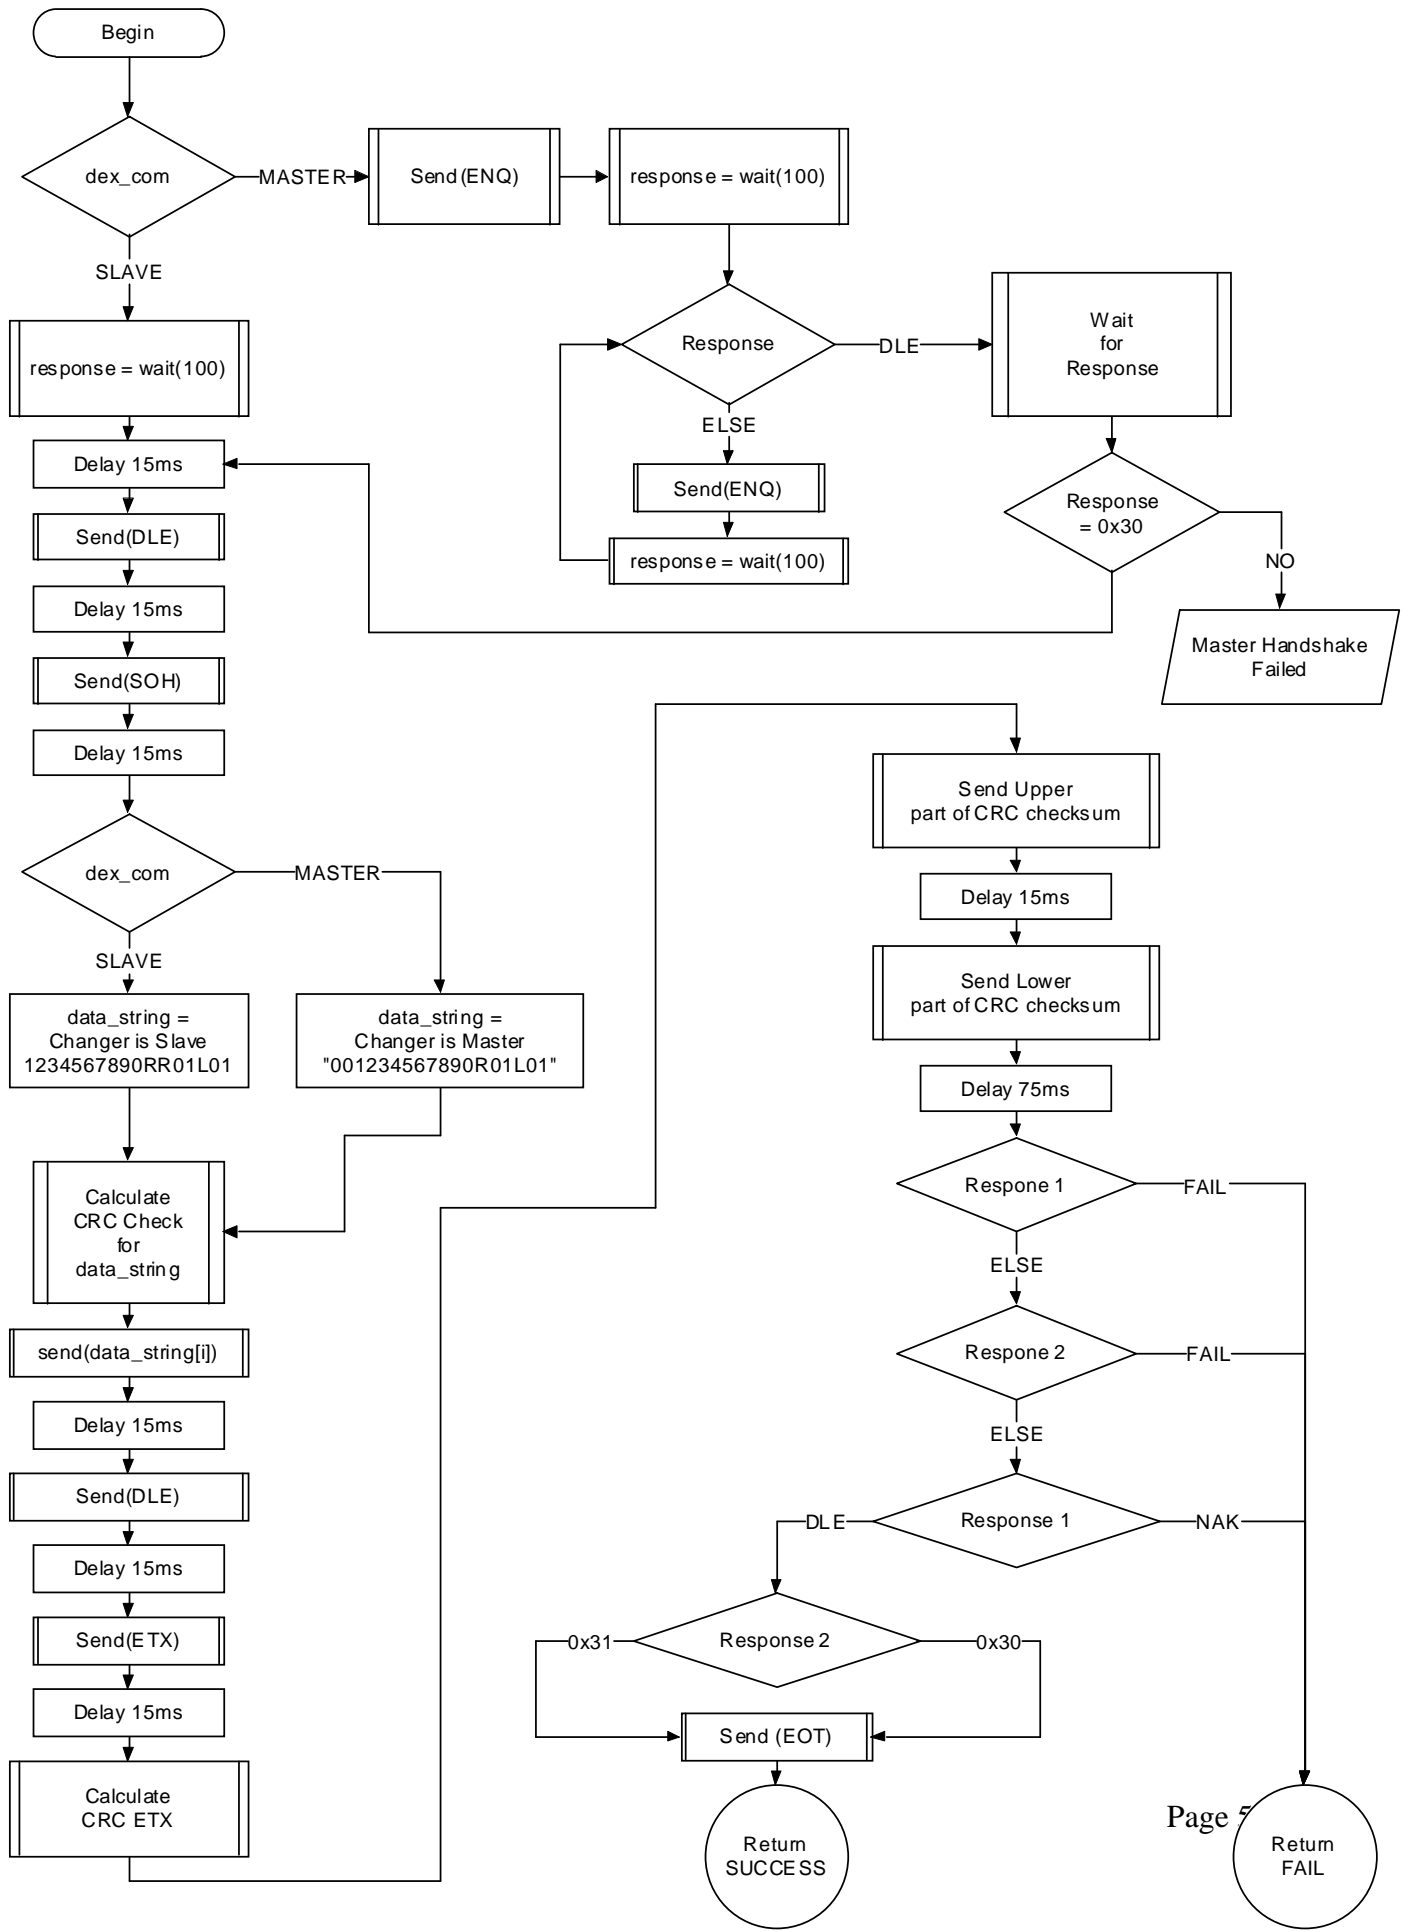 Begin
dex_com
MASTER
Send(ENQ)
response = wait(100)
SLAVE
response = wait(100)
Response
DLE
Wait
for
Response
ELSE
Send(ENQ)
response = wait(100)
Response
= 0x30
NO
Master Handshake
Failed
Delay 15ms
Send(DLE)
Delay 15ms
Send(SOH)
Delay 15ms
dex_com
MASTER
SLAVE
data_string =
Changer is Slave
1234567890RR01L01
data_string =
Changer is Master
"001234567890R01L01"
Calculate
CRC Check
for
data_string
send(data_string[i])
Delay 15ms
Send(DLE)
Delay 15ms
Send(ETX)
Delay 15ms
Calculate
CRC ETX
Send Upper
part of CRC checksum
Delay 15ms
Send Lower
part of CRC checksum
Delay 75ms
Respone 1
FAIL
ELSE
Respone 2
FAIL
ELSE
Response 1
DLE
NAK
Response 2
0x31
0x30
Send (EOT)
Return
SUCCESS
Page
Return
FAIL